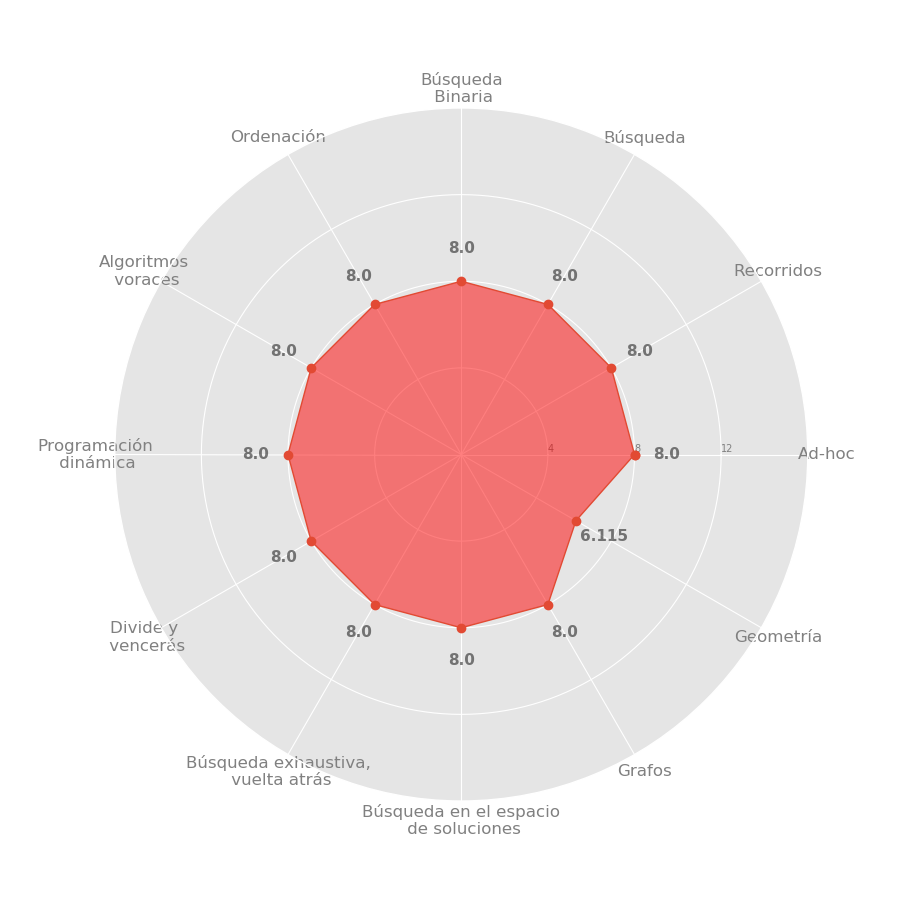 Búsqueda
Binaria
Ordenación
Búsqueda
8.0
8.0
8.0
Algoritmos
voraces
Recorridos
8.0
8.0
Programación
dinámica
8.0
4
8
8.0
12
Ad-hoc
6.115
8.0
Divide y
vencerás
8.0
8.0
8.0
Geometría
Búsqueda exhaustiva,
vuelta atrás
Grafos
Búsqueda en el espacio
de soluciones